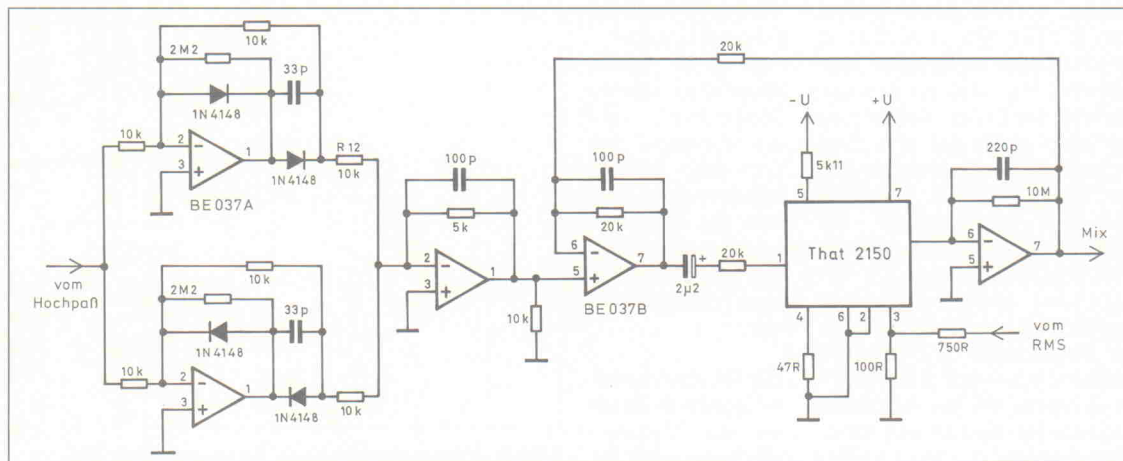 10k
2M2
33p
1N4148
10k
2
3
1
1N4148
BE037A
R12
10k
vom
Hochpaß
10k
2M2
33p
1N4148
10k
2
3
1
1N4148
10k
100p
5k
2
3
1
10k
20k
100p
20k
6
5
7
BE037B
2µ2
+
20k
-U
+U
5k11
5
7
1
That 2150
4
6
2
3
47R
100R
750R
vom
RMS
220p
10M
6
5
7
Mix